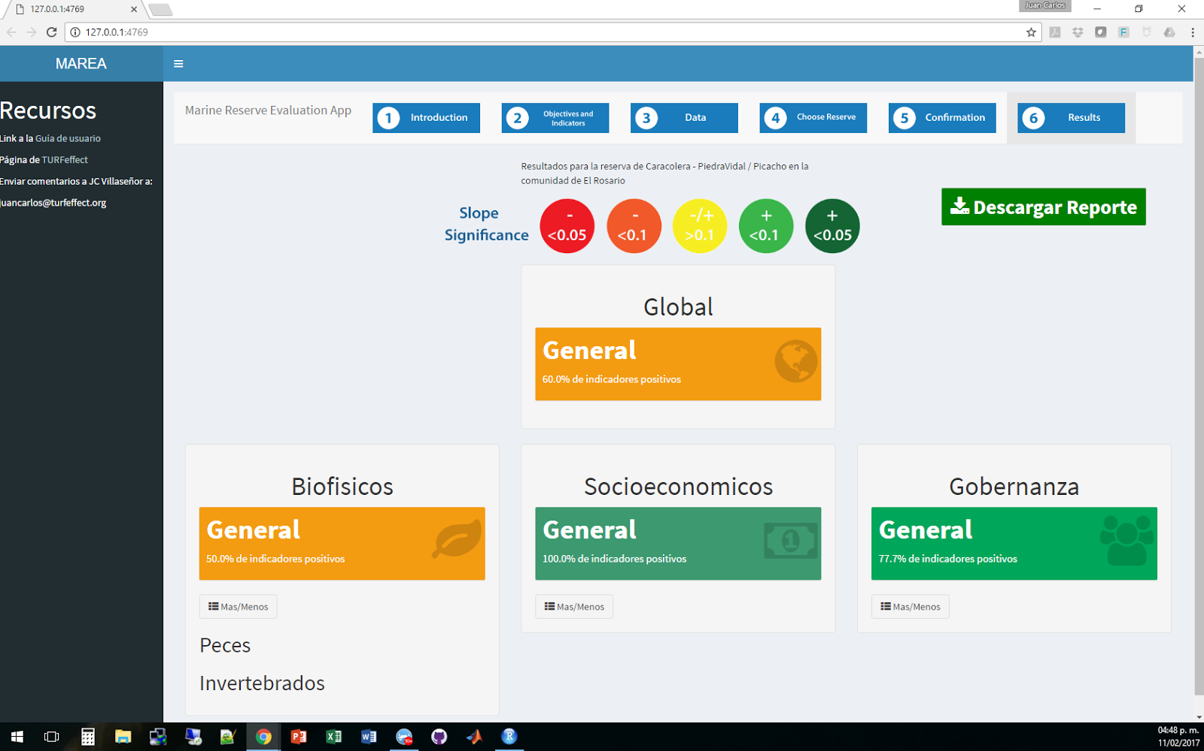 127.0.0.1:4769
Juan Carlos
127.0.0.1:4769
MAREA
Recursos
Link a la Guía de usuario
Página de TURFeffect
Enviar comentarios a JC Villaseñor a:
juancarlos@turfeffect.org
Marine Reserve Evaluation App
1 Introduction
2 Objectives and
Indicators
3 Data
4 Choose Reserve
5 Confirmation
6 Results
Resultados para la reserva de Caracolera - PiedraVidal / Picacho en la
comunidad de El Rosario
Slope
Significance
-
<0.05
-
<0.1
-/+
>0.1
+
<0.1
+
<0.05
Descargar Reporte
Global
General
60.0% de indicadores positivos
Biofisicos
General
50.0% de indicadores positivos
Mas/Menos
Peces
Invertebrados
Socioeconomicos
General
1
100.0% de indicadores positivos
Mas/Menos
Gobernanza
General
77.7% de indicadores positivos
Mas/Menos
04:48 p. m.
11/02/2017